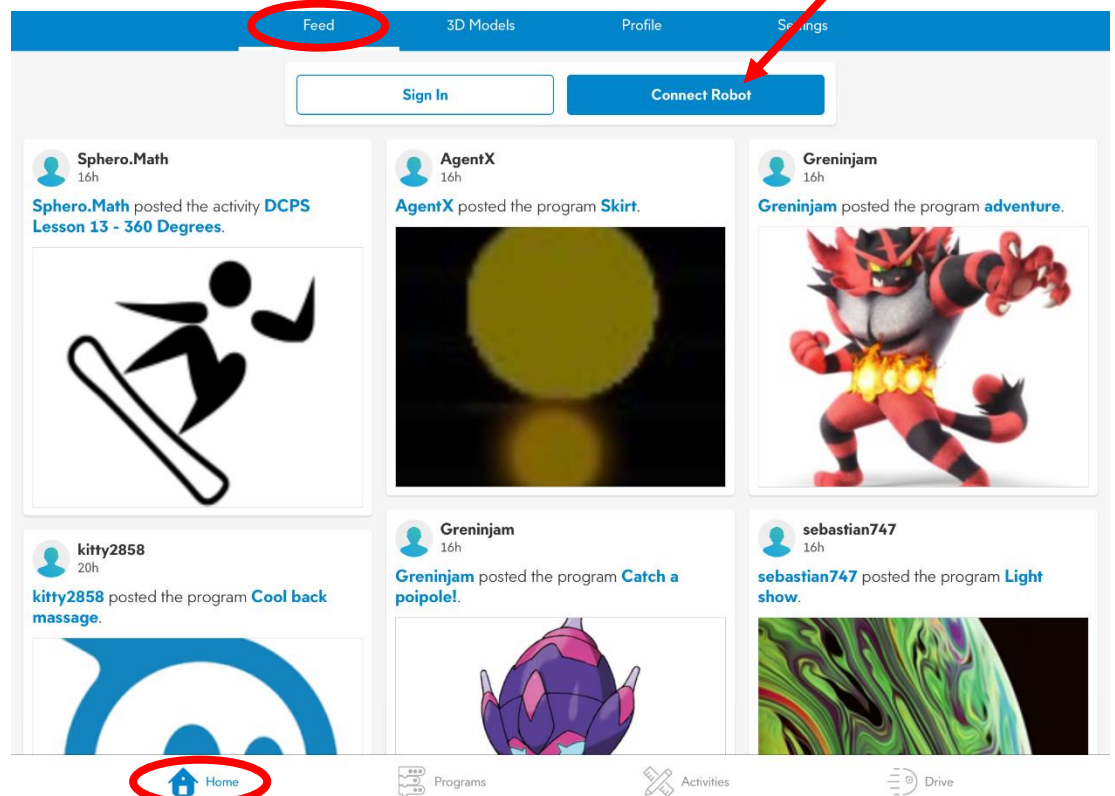 Feed
3D Models
Profile
Settings
Sign In
Connect Robot
Sphero.Math
16h
Sphero.Math posted the activity DCPS
Lesson 13 - 360 Degrees.
AgentX
16h
AgentX posted the program Skirt.
Greninjam
16h
Greninjam posted the program adventure.
kitty2858
20h
kitty2858 posted the program Cool back
massage.
Greninjam
16h
Greninjam posted the program Catch a
poipole!.
sebastian747
16h
sebastian747 posted the program Light
show.
Home
Programs
Activities
Drive